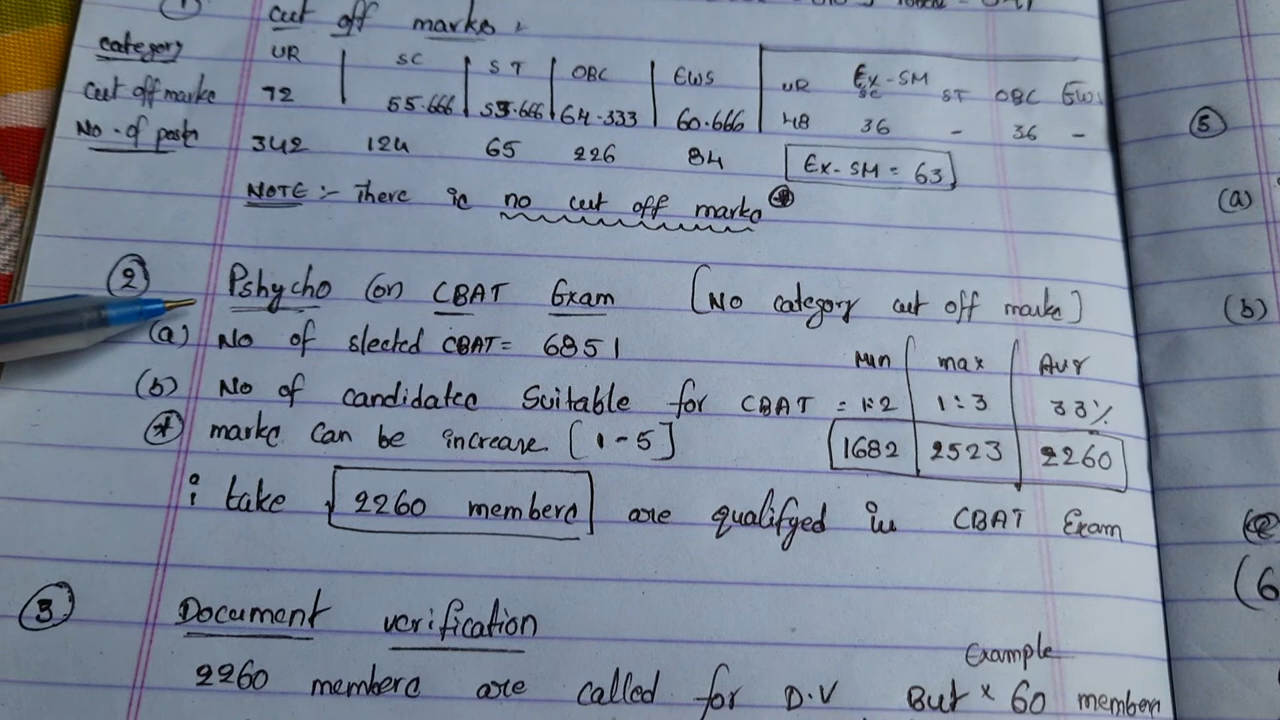 1
cut off marks
category UR SC ST OBC EWS UR Ex-SM SC ST OBC EWS
Cut off marke 72 55.666 53.666 64.333 60.666 48 36 - 36 -
No. of posts 342 124 65 226 84 Ex-SM = 63
NOTE :- There is no cut off marks
5
(a)
2 Pshycho (on CBAT Exam [No category cut off marks]
(b)
(a) No of slected CBAT= 6851 Min max Avr
(b) No of candidates Suitable for CBAT = 1:2 1:3 33%
* marks can be increase [1-5] 1682 2523 2260
i take 2260 members are qualifyed in CBAT Exam
3 Document verification
Example
2260 members are called for D.V But * 60 members